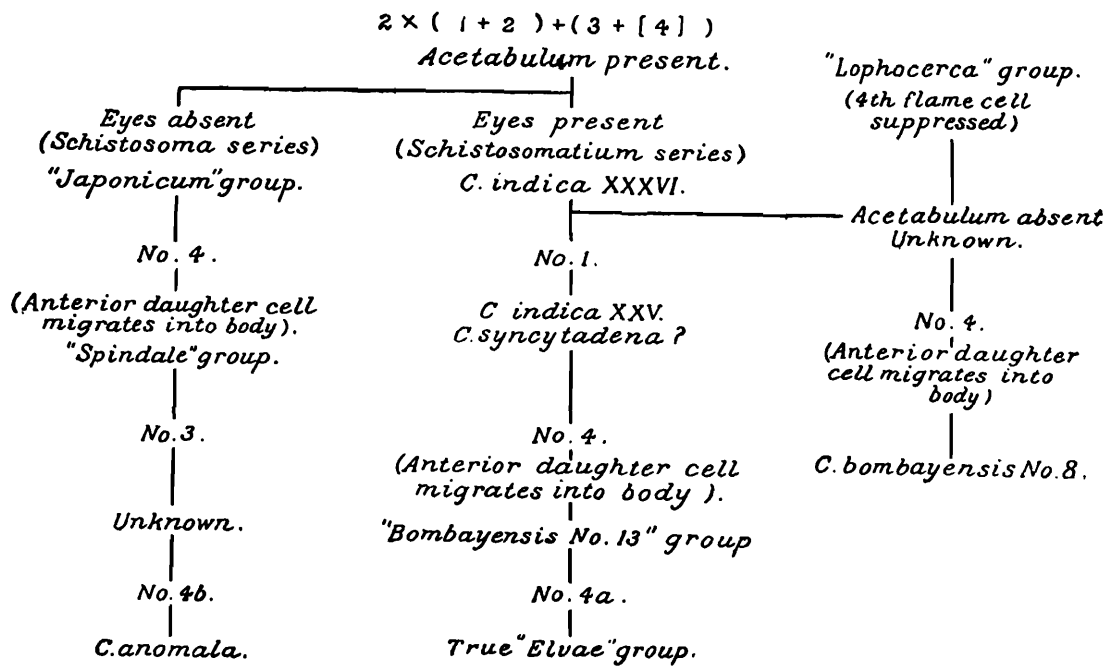 2 × ( 1 + 2 ) + ( 3 + [4] )
Acetabulum present.
Eyes absent
(Schistosoma series)
"Japonicum" group.
No. 4.
(Anterior daughter cell
migrates into body).
"Spindale" group.
No. 3.
Unknown.
No. 4b.
C. anomala.
Eyes present
(Schistosomatium series)
C. indica XXXVI.
No. 1.
C indica XXV.
C. syncytadena ?
No. 4.
(Anterior daughter cell
migrates into body ).
"Bombayensis No. 13" group
No. 4a.
True "Elvae" group.
"Lophocerca" group.
(4th flame cell
suppressed)
Acetabulum absent
Unknown.
No. 4.
(Anterior daughter
cell migrates into
body)
C. bombayensis No. 8.